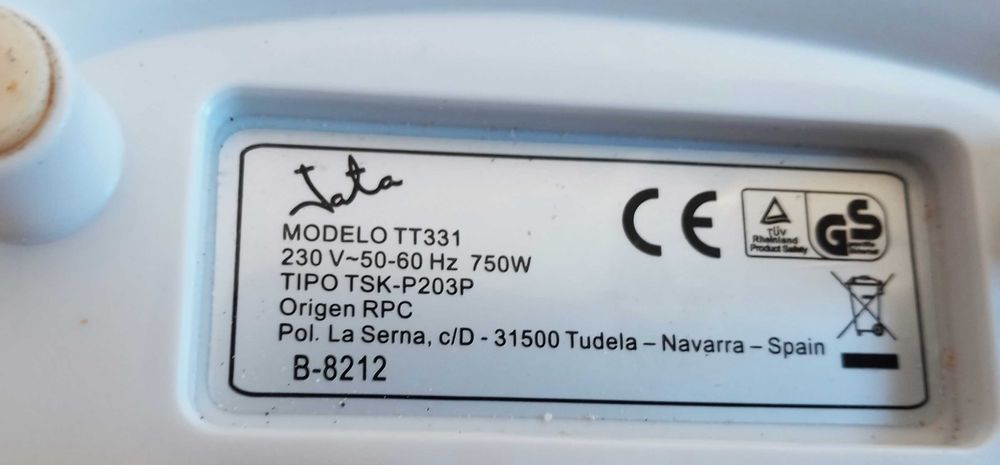 Jata
MODELO TT331
230 V~50-60 Hz 750W
TIPO TSK-P203P
Origen RPC
Pol. La Serna, c/D - 31500 Tudela – Navarra – Spain
B-8212
CE
TÜV
Rheinland
Product Safety
GS